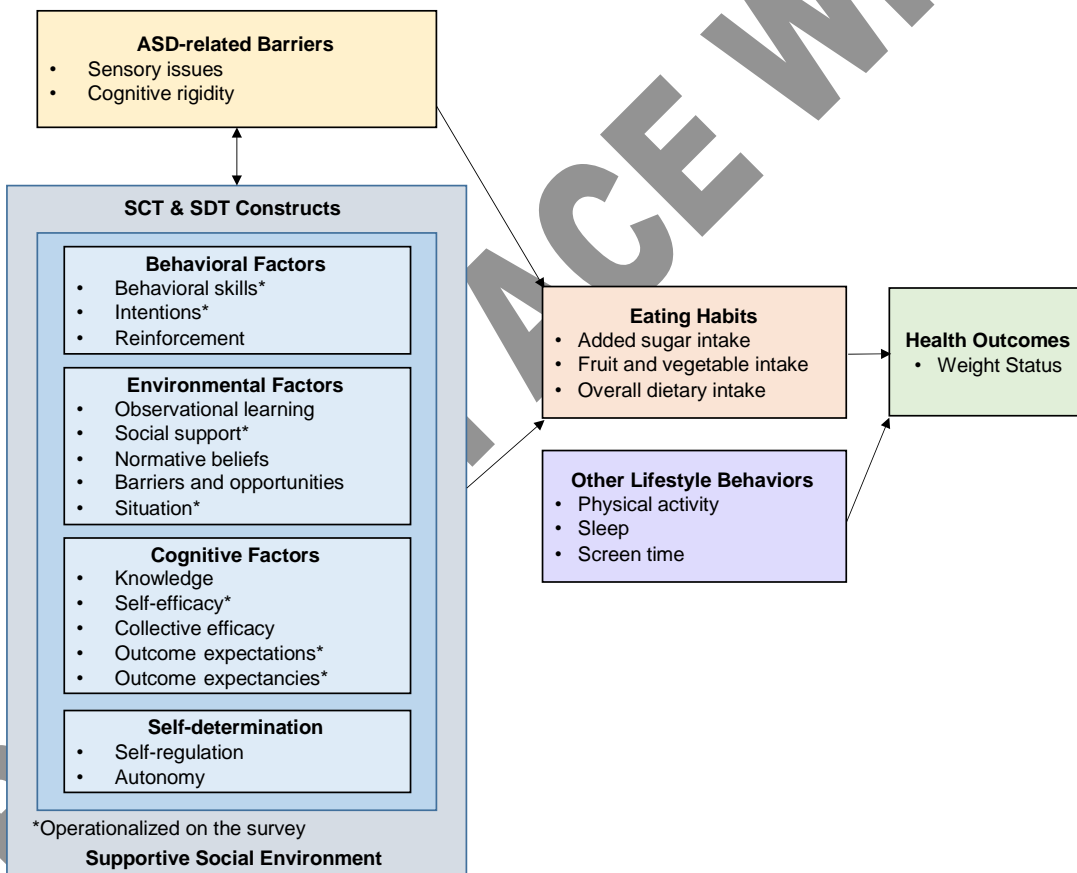 ASD-related Barriers
• Sensory issues
• Cognitive rigidity
SCT & SDT Constructs
Behavioral Factors
• Behavioral skills*
• Intentions*
• Reinforcement
Environmental Factors
• Observational learning
• Social support*
• Normative beliefs
• Barriers and opportunities
• Situation*
Cognitive Factors
• Knowledge
• Self-efficacy*
• Collective efficacy
• Outcome expectations*
• Outcome expectancies*
Self-determination
• Self-regulation
• Autonomy
*Operationalized on the survey
Supportive Social Environment
Eating Habits
• Added sugar intake
• Fruit and vegetable intake
• Overall dietary intake
Other Lifestyle Behaviors
• Physical activity
• Sleep
• Screen time
Health Outcomes
• Weight Status